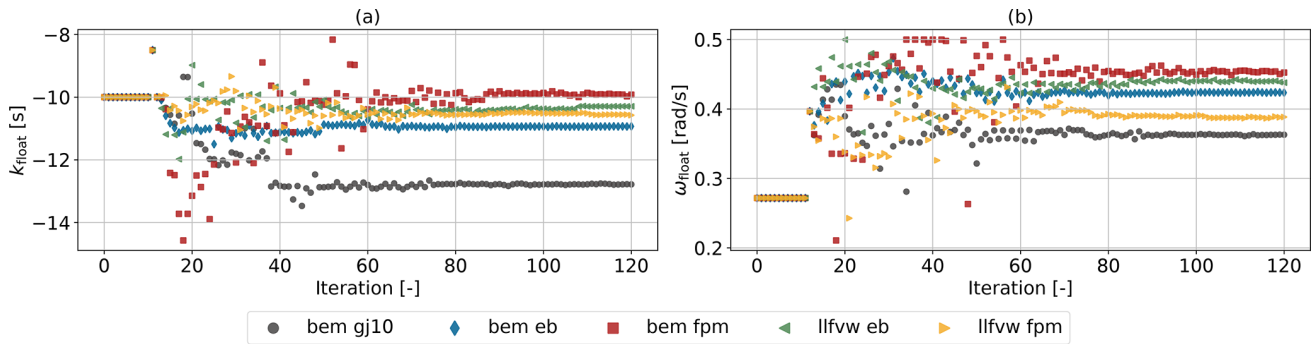 (a)
(b)
−8
−10
−12
−14
k_float [s]
0 20 40 60 80 100 120
Iteration [-]
0.5
0.4
0.3
0.2
ω_float [rad/s]
0 20 40 60 80 100 120
Iteration [-]
bem gj10 bem eb bem fpm llfvw eb llfvw fpm